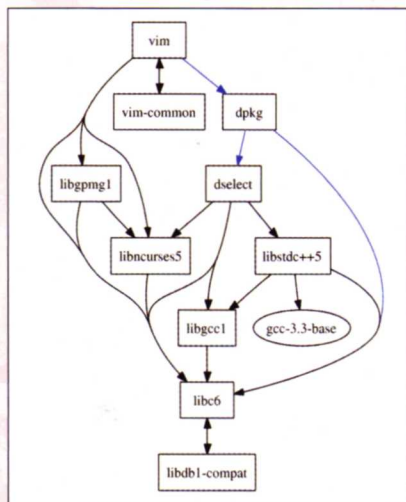 vim
vim-common
dpkg
libgpmg1
dselect
libncurses5
libstdc++5
libgcc1
gcc-3.3-base
libc6
libdb1-compat